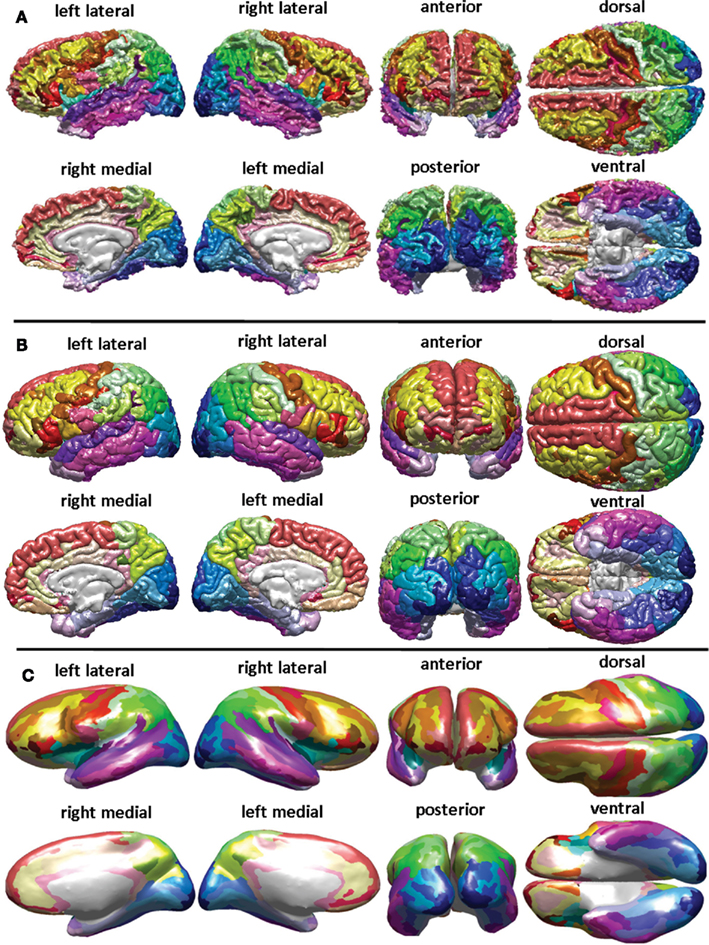 A
left lateral right lateral anterior dorsal
right medial left medial posterior ventral
B
left lateral right lateral anterior dorsal
right medial left medial posterior ventral
C
left lateral right lateral anterior dorsal
right medial left medial posterior ventral